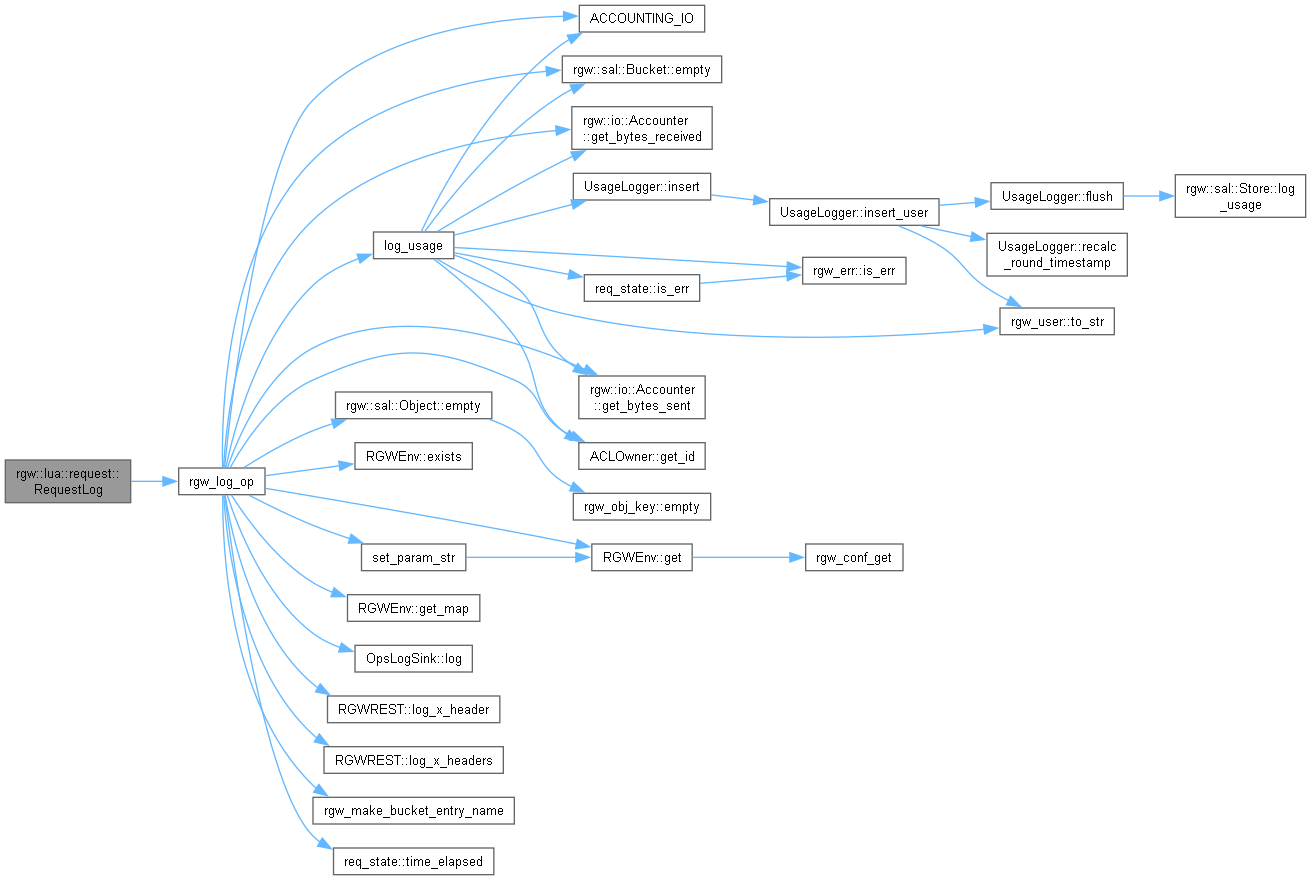 ACCOUNTING_IO
rgw::sal::Bucket::empty
rgw::io::Accounter
::get_bytes_received
UsageLogger::insert
UsageLogger::insert_user
UsageLogger::flush
rgw::sal::Store::log
_usage
log_usage
UsageLogger::recalc
_round_timestamp
rgw_err::is_err
req_state::is_err
rgw_user::to_str
rgw::io::Accounter
::get_bytes_sent
rgw::sal::Object::empty
RGWEnv::exists
ACLOwner::get_id
rgw::lua::request::
RequestLog
rgw_log_op
rgw_obj_key::empty
set_param_str
RGWEnv::get
rgw_conf_get
RGWEnv::get_map
OpsLogSink::log
RGWREST::log_x_header
RGWREST::log_x_headers
rgw_make_bucket_entry_name
req_state::time_elapsed